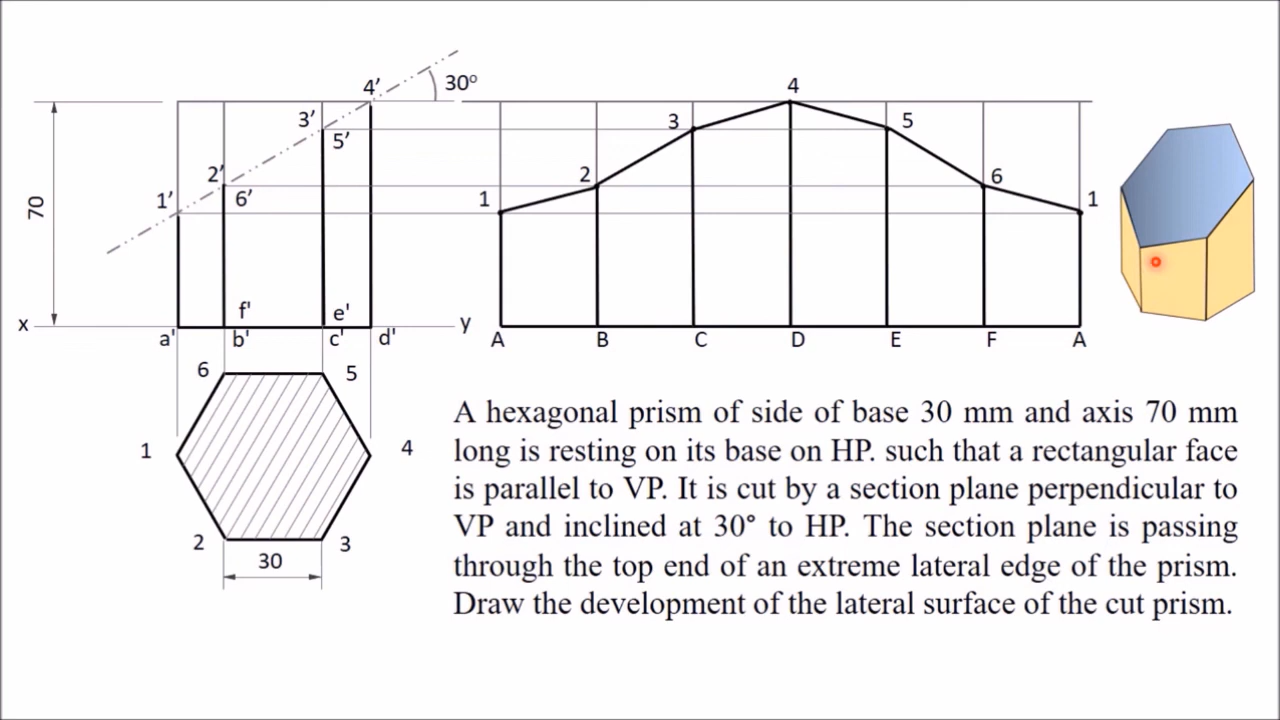 4'
30°
4
3'
3
5
5'
2'
2
6
1'
6'
1
1
70
f'
e'
x
y
a'
b'
c'
d'
A
B
C
D
E
F
A
6
5
1
4
2
3
30
A hexagonal prism of side of base 30 mm and axis 70 mm
long is resting on its base on HP. such that a rectangular face
is parallel to VP. It is cut by a section plane perpendicular to
VP and inclined at 30° to HP. The section plane is passing
through the top end of an extreme lateral edge of the prism.
Draw the development of the lateral surface of the cut prism.